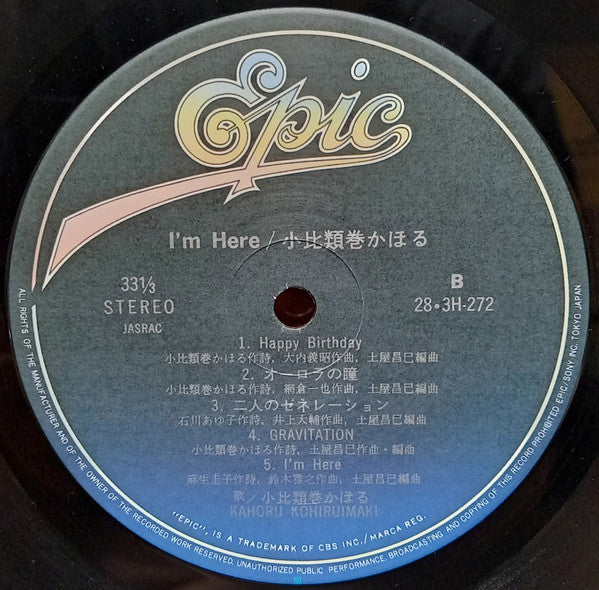 Epic
I'm Here / 小比類巻かほる
33⅓
STEREO
JASRAC
B
28・3H-272
1. Happy Birthday
小比類巻かほる作詩, 大内義昭作曲, 土屋昌巳編曲
2. オーロラの瞳
小比類巻かほる作詩, 網倉一也作曲, 土屋昌巳編曲
3. 二人のゼネレーション
石川あゆ子作詩, 井上大輔作曲, 土屋昌巳編曲
4. GRAVITATION
小比類巻かほる作詩, 土屋昌巳作曲・編曲
5. I'm Here
麻生圭子作詩, 鈴木雅之作曲, 土屋昌巳編曲
歌／小比類巻かほる
KAHORU KOHIRUIMAKI
"EPIC", IS A TRADEMARK OF CBS INC./MARCA REG.
ALL RIGHTS OF THE MANUFACTURER AND OF THE OWNER OF THE RECORDED WORK RESERVED. UNAUTHORIZED PUBLIC PERFORMANCE, BROADCASTING AND COPYING OF THIS RECORD PROHIBITED EPIC/SONY INC. TOKYO JAPAN